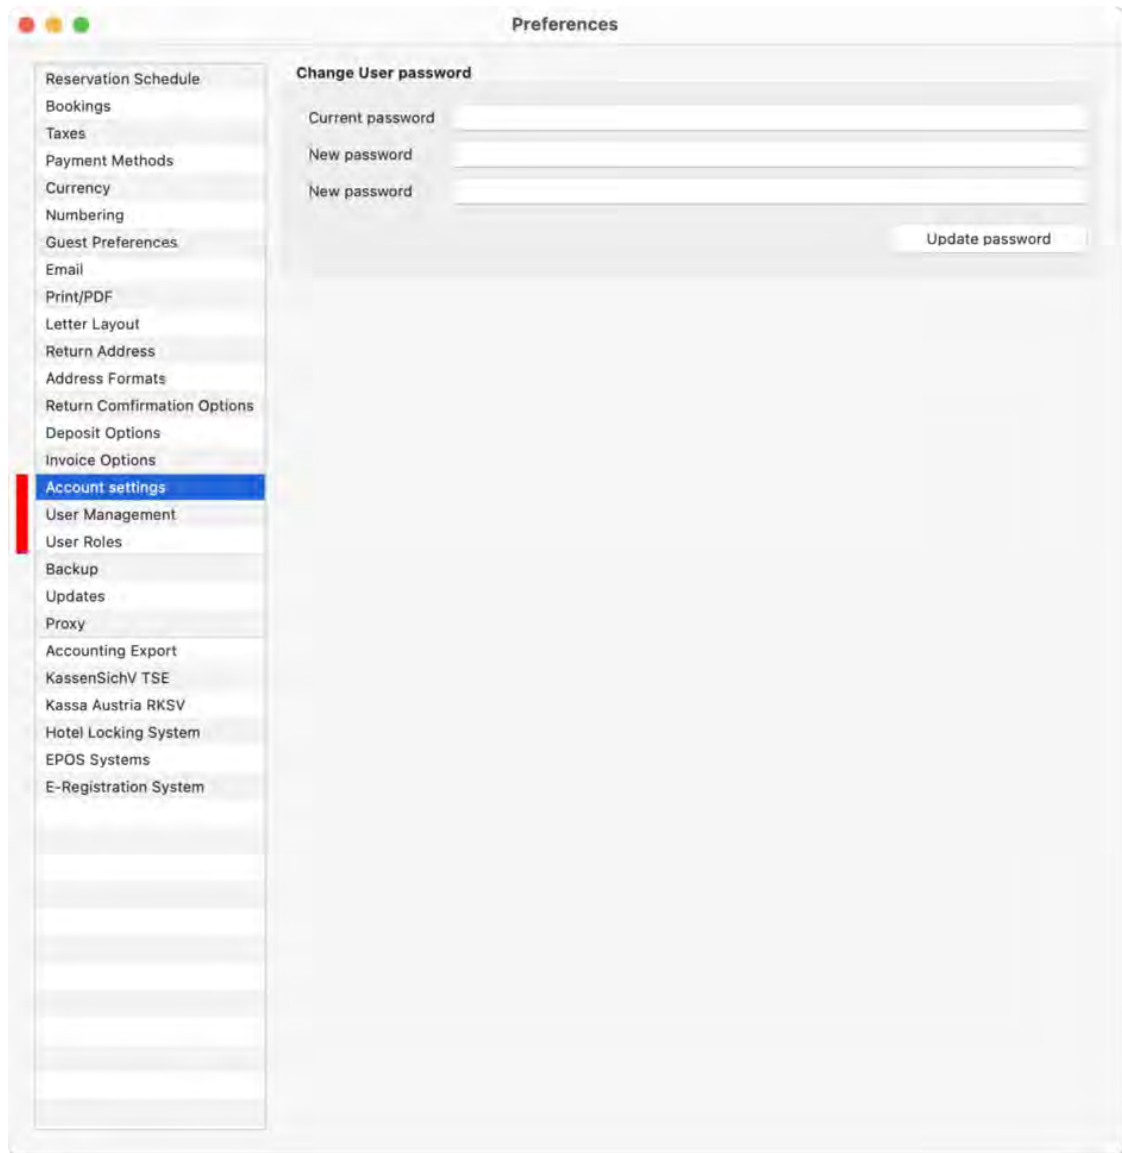 Preferences
Reservation Schedule
Bookings
Taxes
Payment Methods
Currency
Numbering
Guest Preferences
Email
Print/PDF
Letter Layout
Return Address
Address Formats
Return Comfirmation Options
Deposit Options
Invoice Options
Account settings
User Management
User Roles
Backup
Updates
Proxy
Accounting Export
KassenSichV TSE
Kassa Austria RKSV
Hotel Locking System
EPOS Systems
E-Registration System
Change User password
Current password
New password
New password
Update password